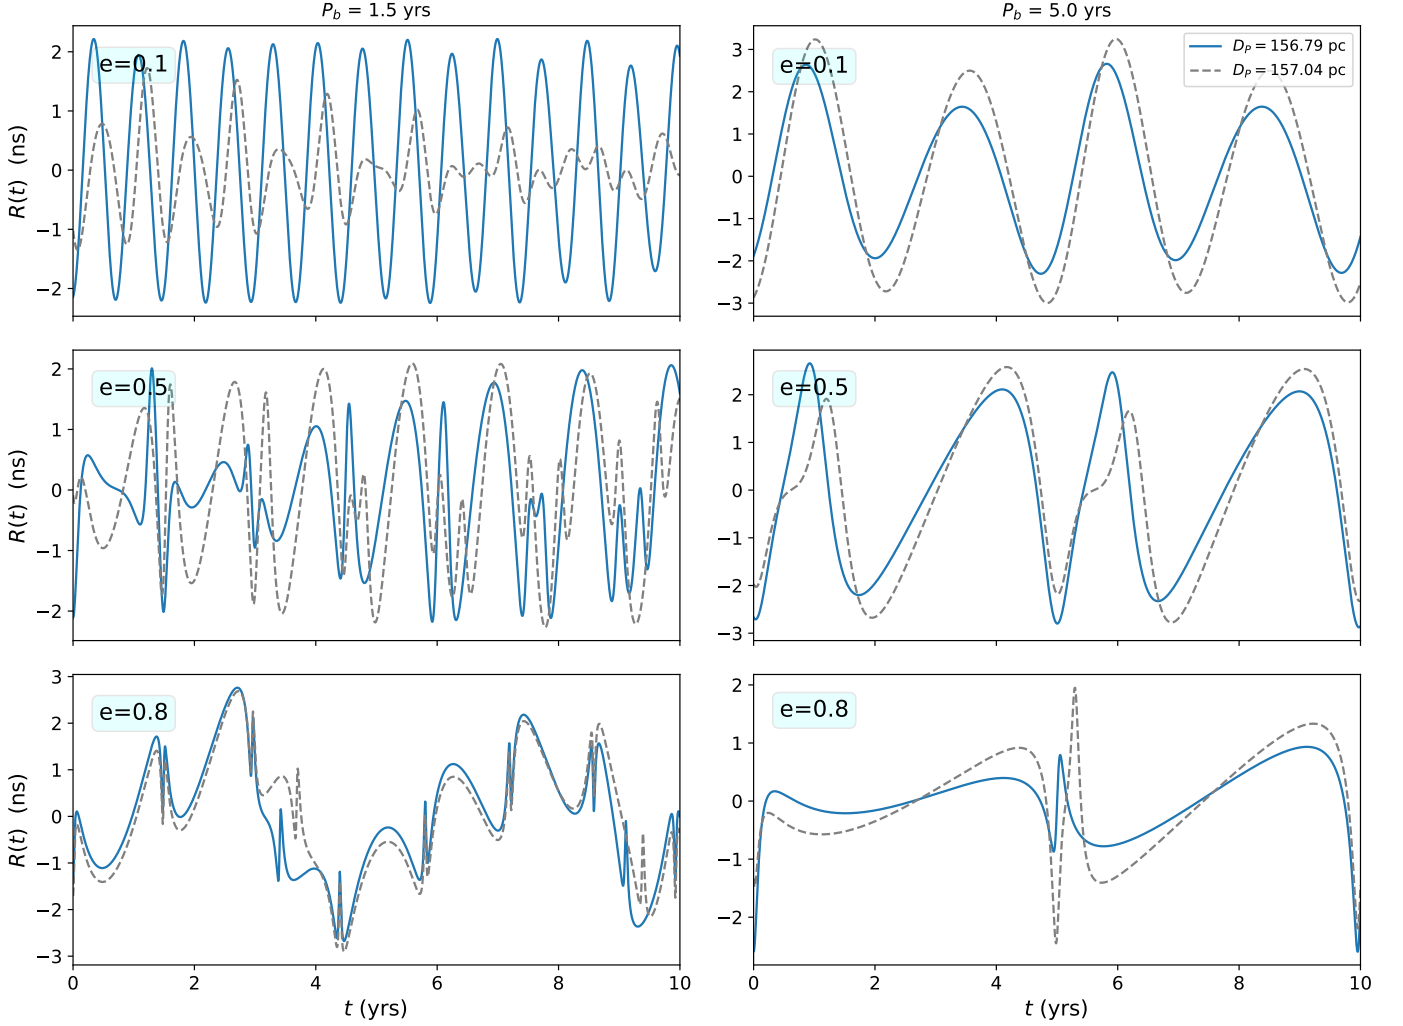 P_b = 1.5 yrs
P_b = 5.0 yrs
R(t) (ns)
2
1
0
−1
−2
e=0.1
3
2
1
0
−1
−2
−3
e=0.1
D_P = 156.79 pc
D_P = 157.04 pc
R(t) (ns)
2
1
0
−1
−2
e=0.5
2
1
0
−1
−2
−3
e=0.5
R(t) (ns)
3
2
1
0
−1
−2
−3
e=0.8
0 2 4 6 8 10
t (yrs)
2
1
0
−1
−2
e=0.8
0 2 4 6 8 10
t (yrs)